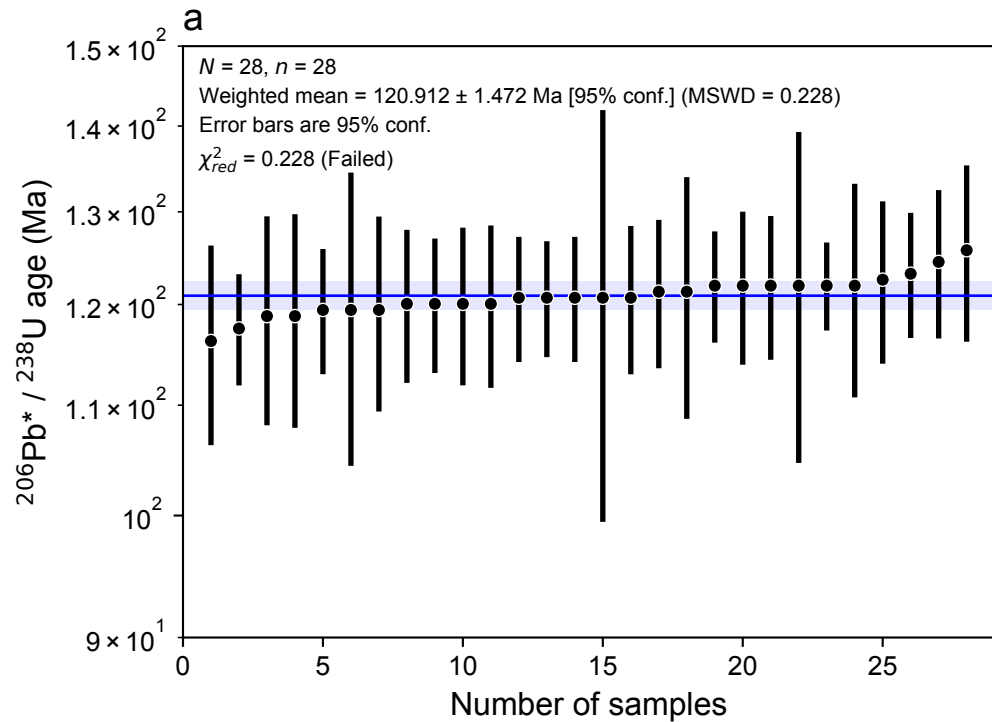 a
N = 28, n = 28
Weighted mean = 120.912 ± 1.472 Ma [95% conf.] (MSWD = 0.228)
Error bars are 95% conf.
χ²red = 0.228 (Failed)
1.5 × 10²
1.4 × 10²
1.3 × 10²
1.2 × 10²
1.1 × 10²
10²
9 × 10¹
²⁰⁶Pb* / ²³⁸U age (Ma)
0 5 10 15 20 25
Number of samples